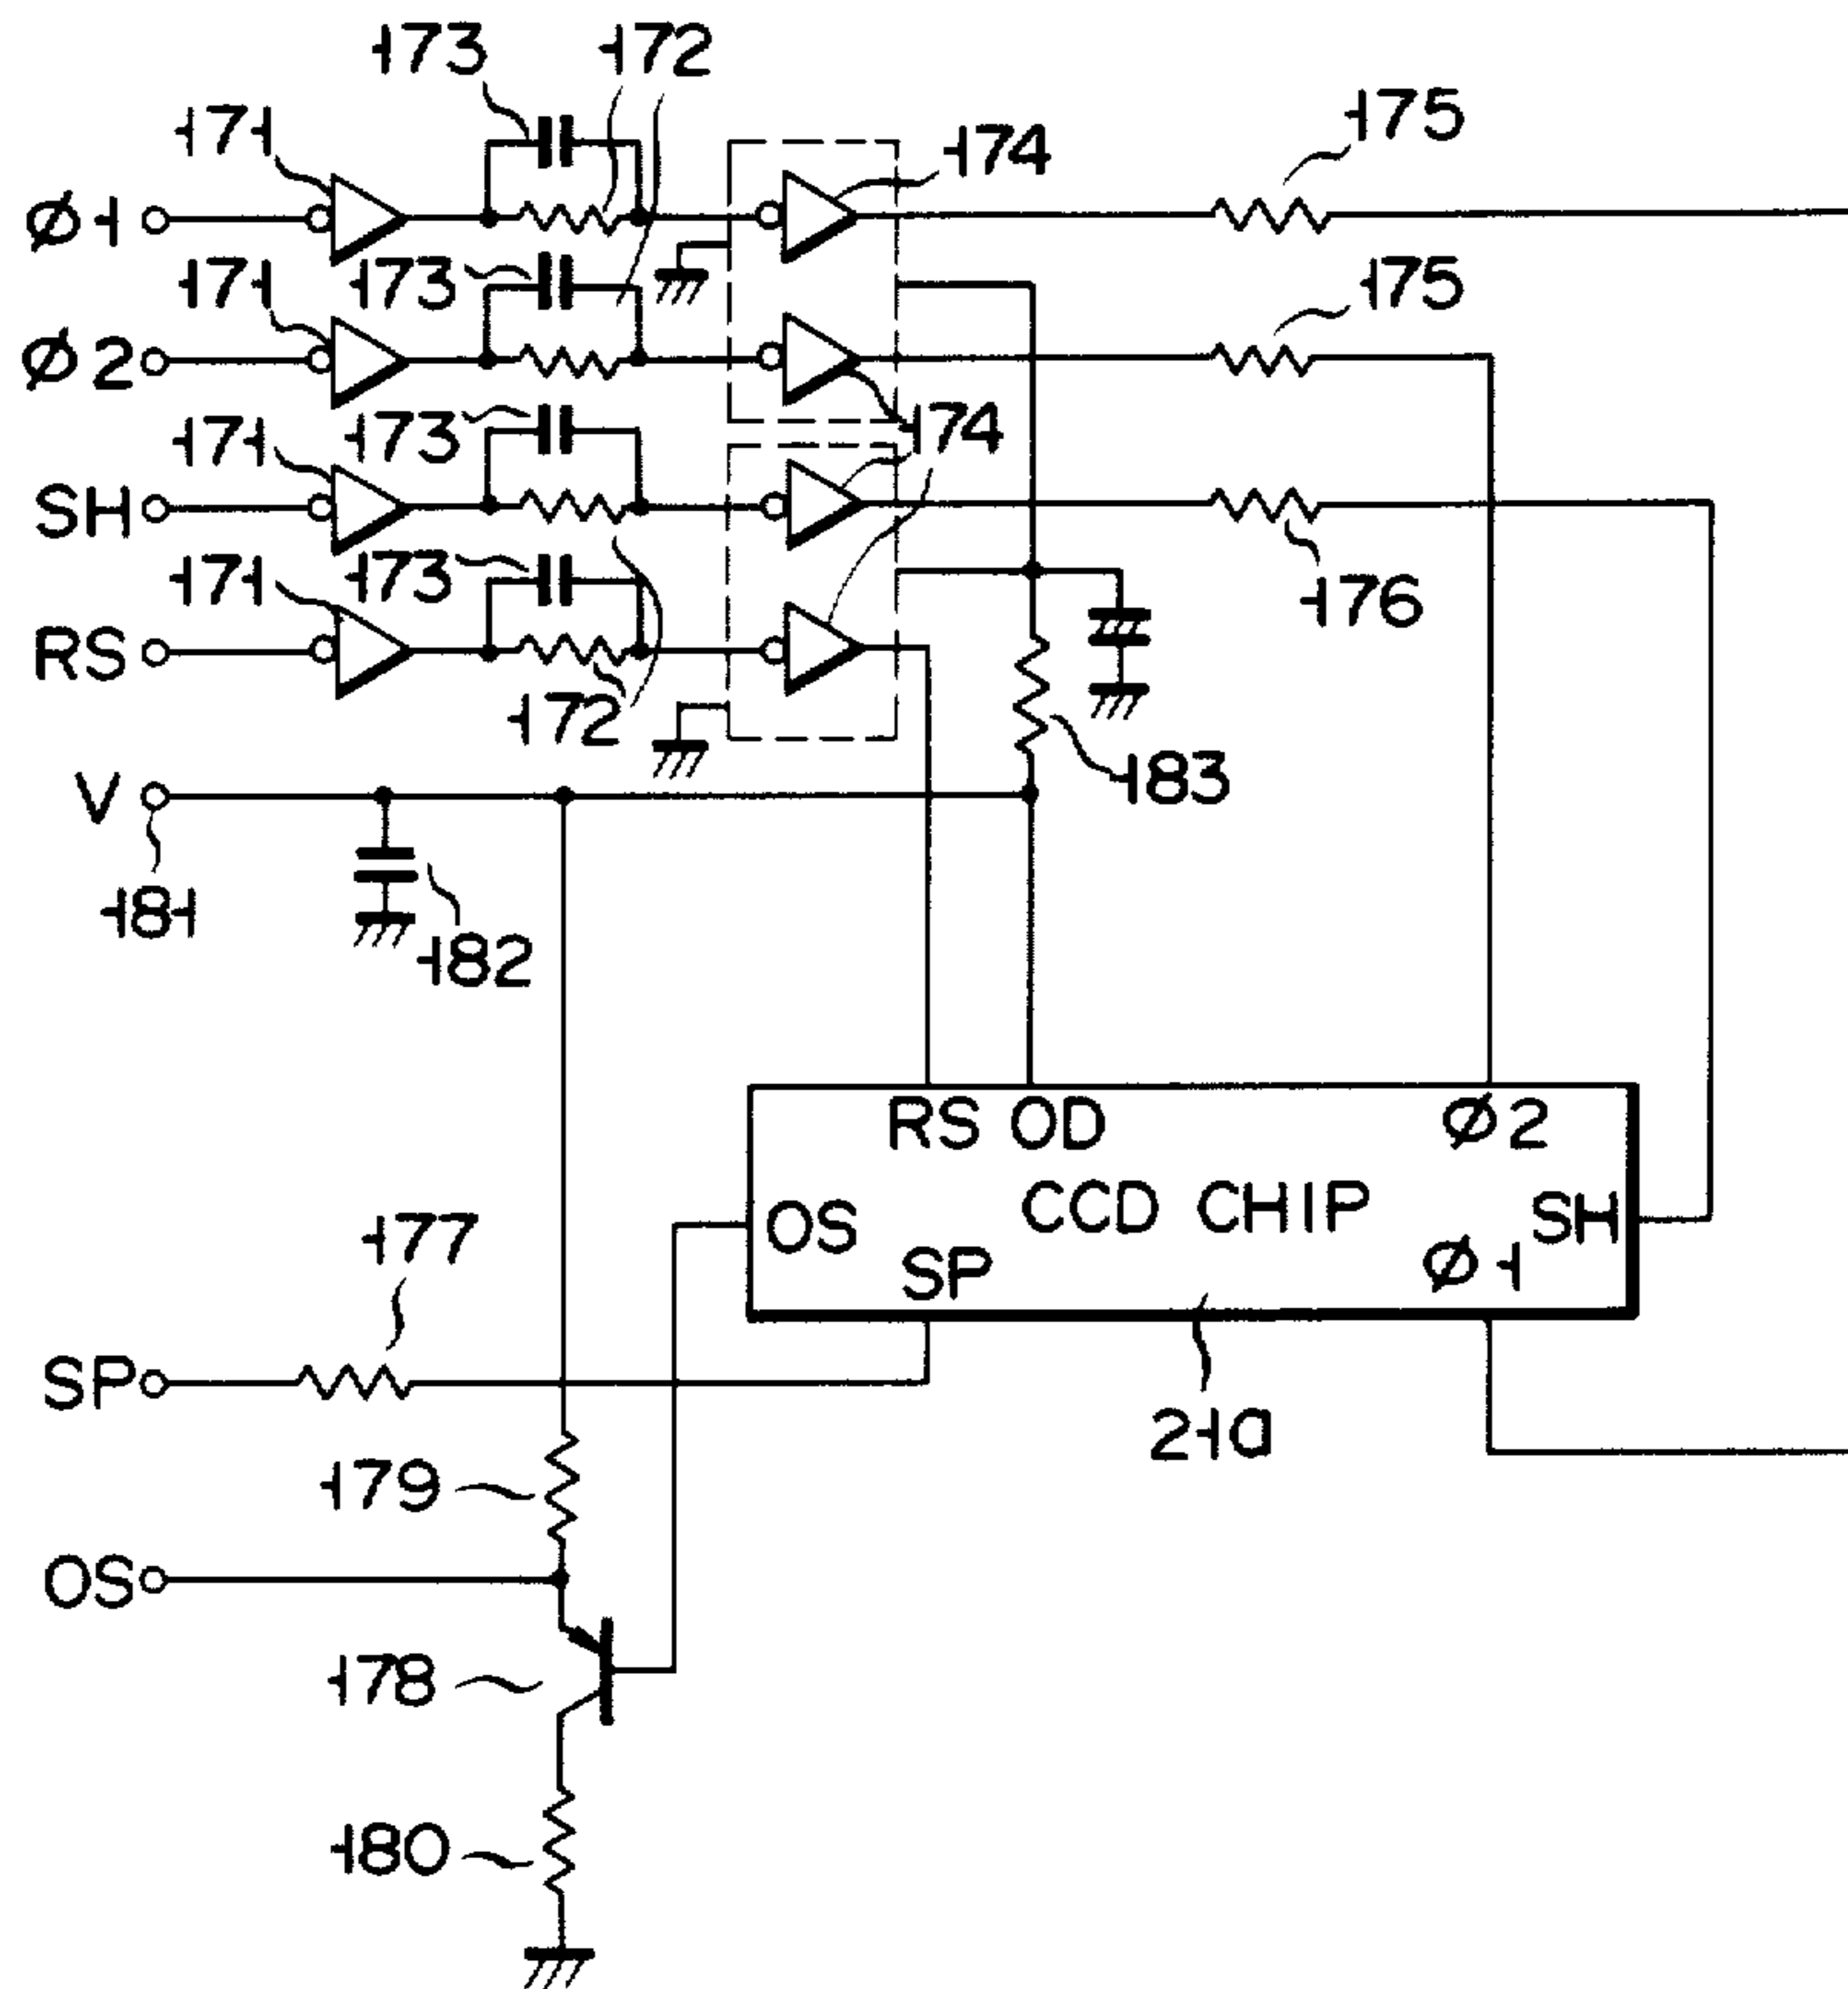 173 172
171 174 175
Ø1
171 173 175
Ø2
171 173 174
SH
171 173 176
RS
172
V 183
181
182
RS OD Ø2
OS CCD CHIP SH
SP Ø1
177
SP
21a
179
OS
178
180